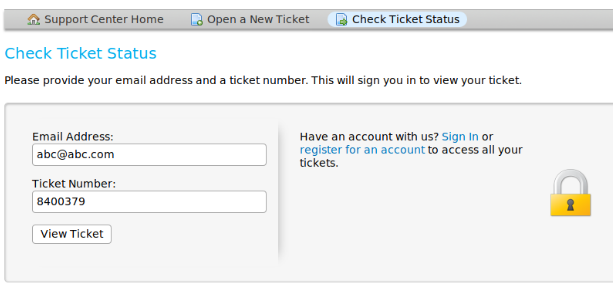 Support Center Home Open a New Ticket Check Ticket Status
Check Ticket Status
Please provide your email address and a ticket number. This will sign you in to view your ticket.
Email Address:
abc@abc.com
Ticket Number:
8400379
View Ticket
Have an account with us? Sign In or
register for an account to access all your
tickets.